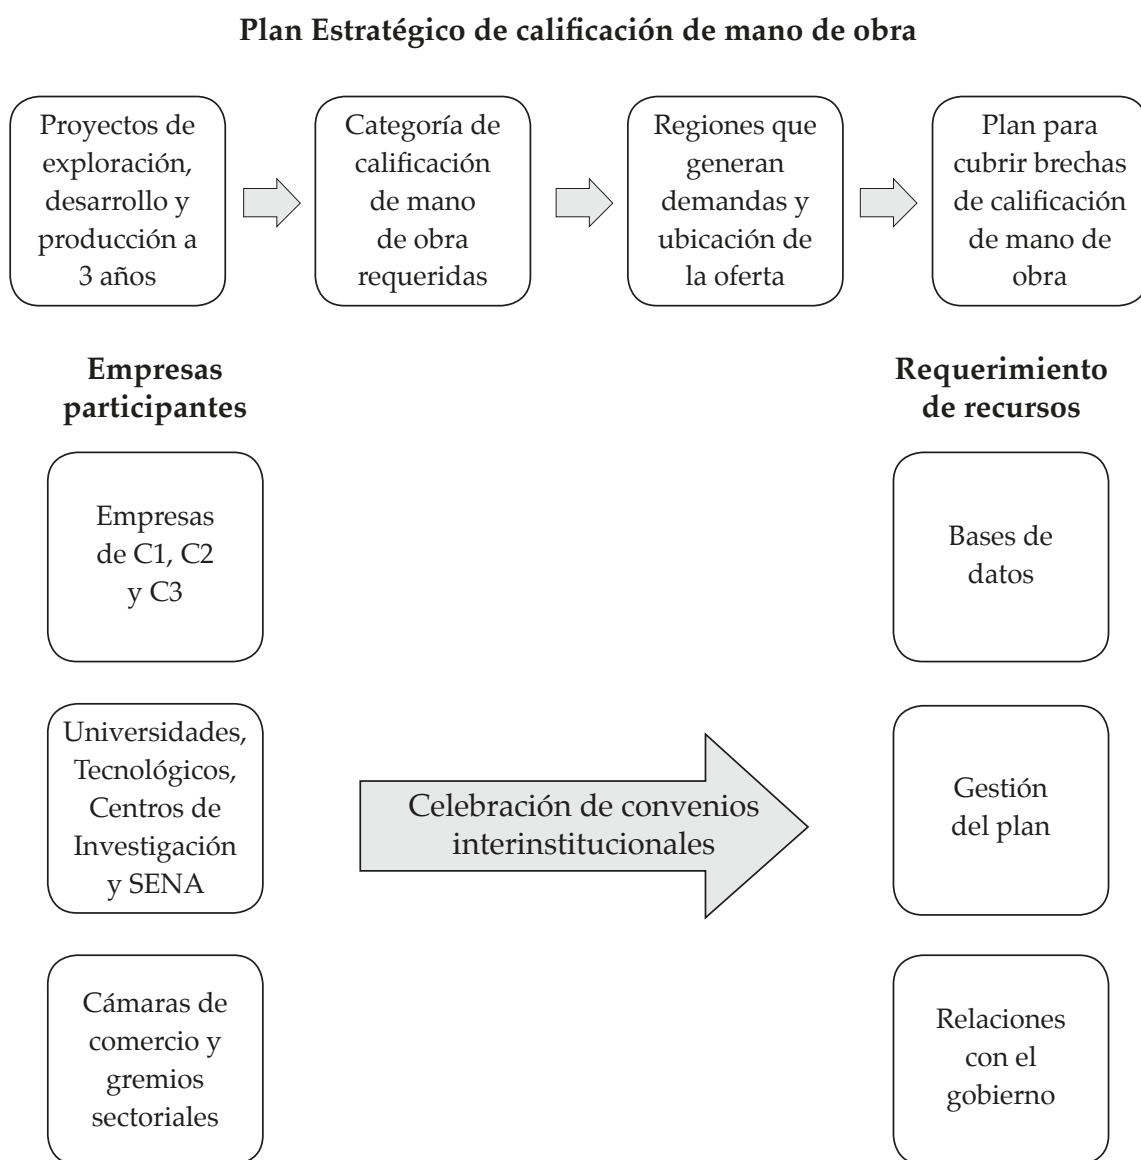 Plan Estratégico de calificación de mano de obra
Proyectos de
exploración,
desarrollo y
producción a
3 años
Categoría de
calificación
de mano
de obra
requeridas
Regiones que
generan
demandas y
ubicación de
la oferta
Plan para
cubrir brechas
de calificación
de mano de
obra
Empresas
participantes
Requerimiento
de recursos
Empresas
de C1, C2
y C3
Bases de
datos
Universidades,
Tecnológicos,
Centros de
Investigación
y SENA
Celebración de convenios
interinstitucionales
Gestión
del plan
Cámaras de
comercio y
gremios
sectoriales
Relaciones
con el
gobierno